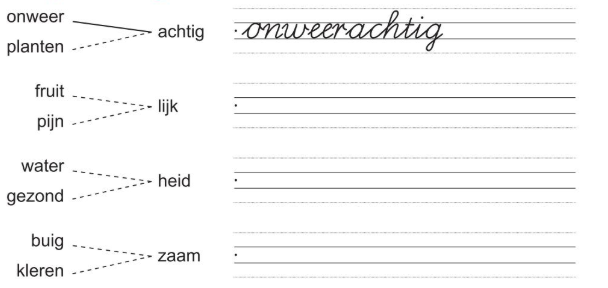 onweer
planten
achtig
onweerachtig
fruit
pijn
lijk
water
gezond
heid
buig
kleren
zaam